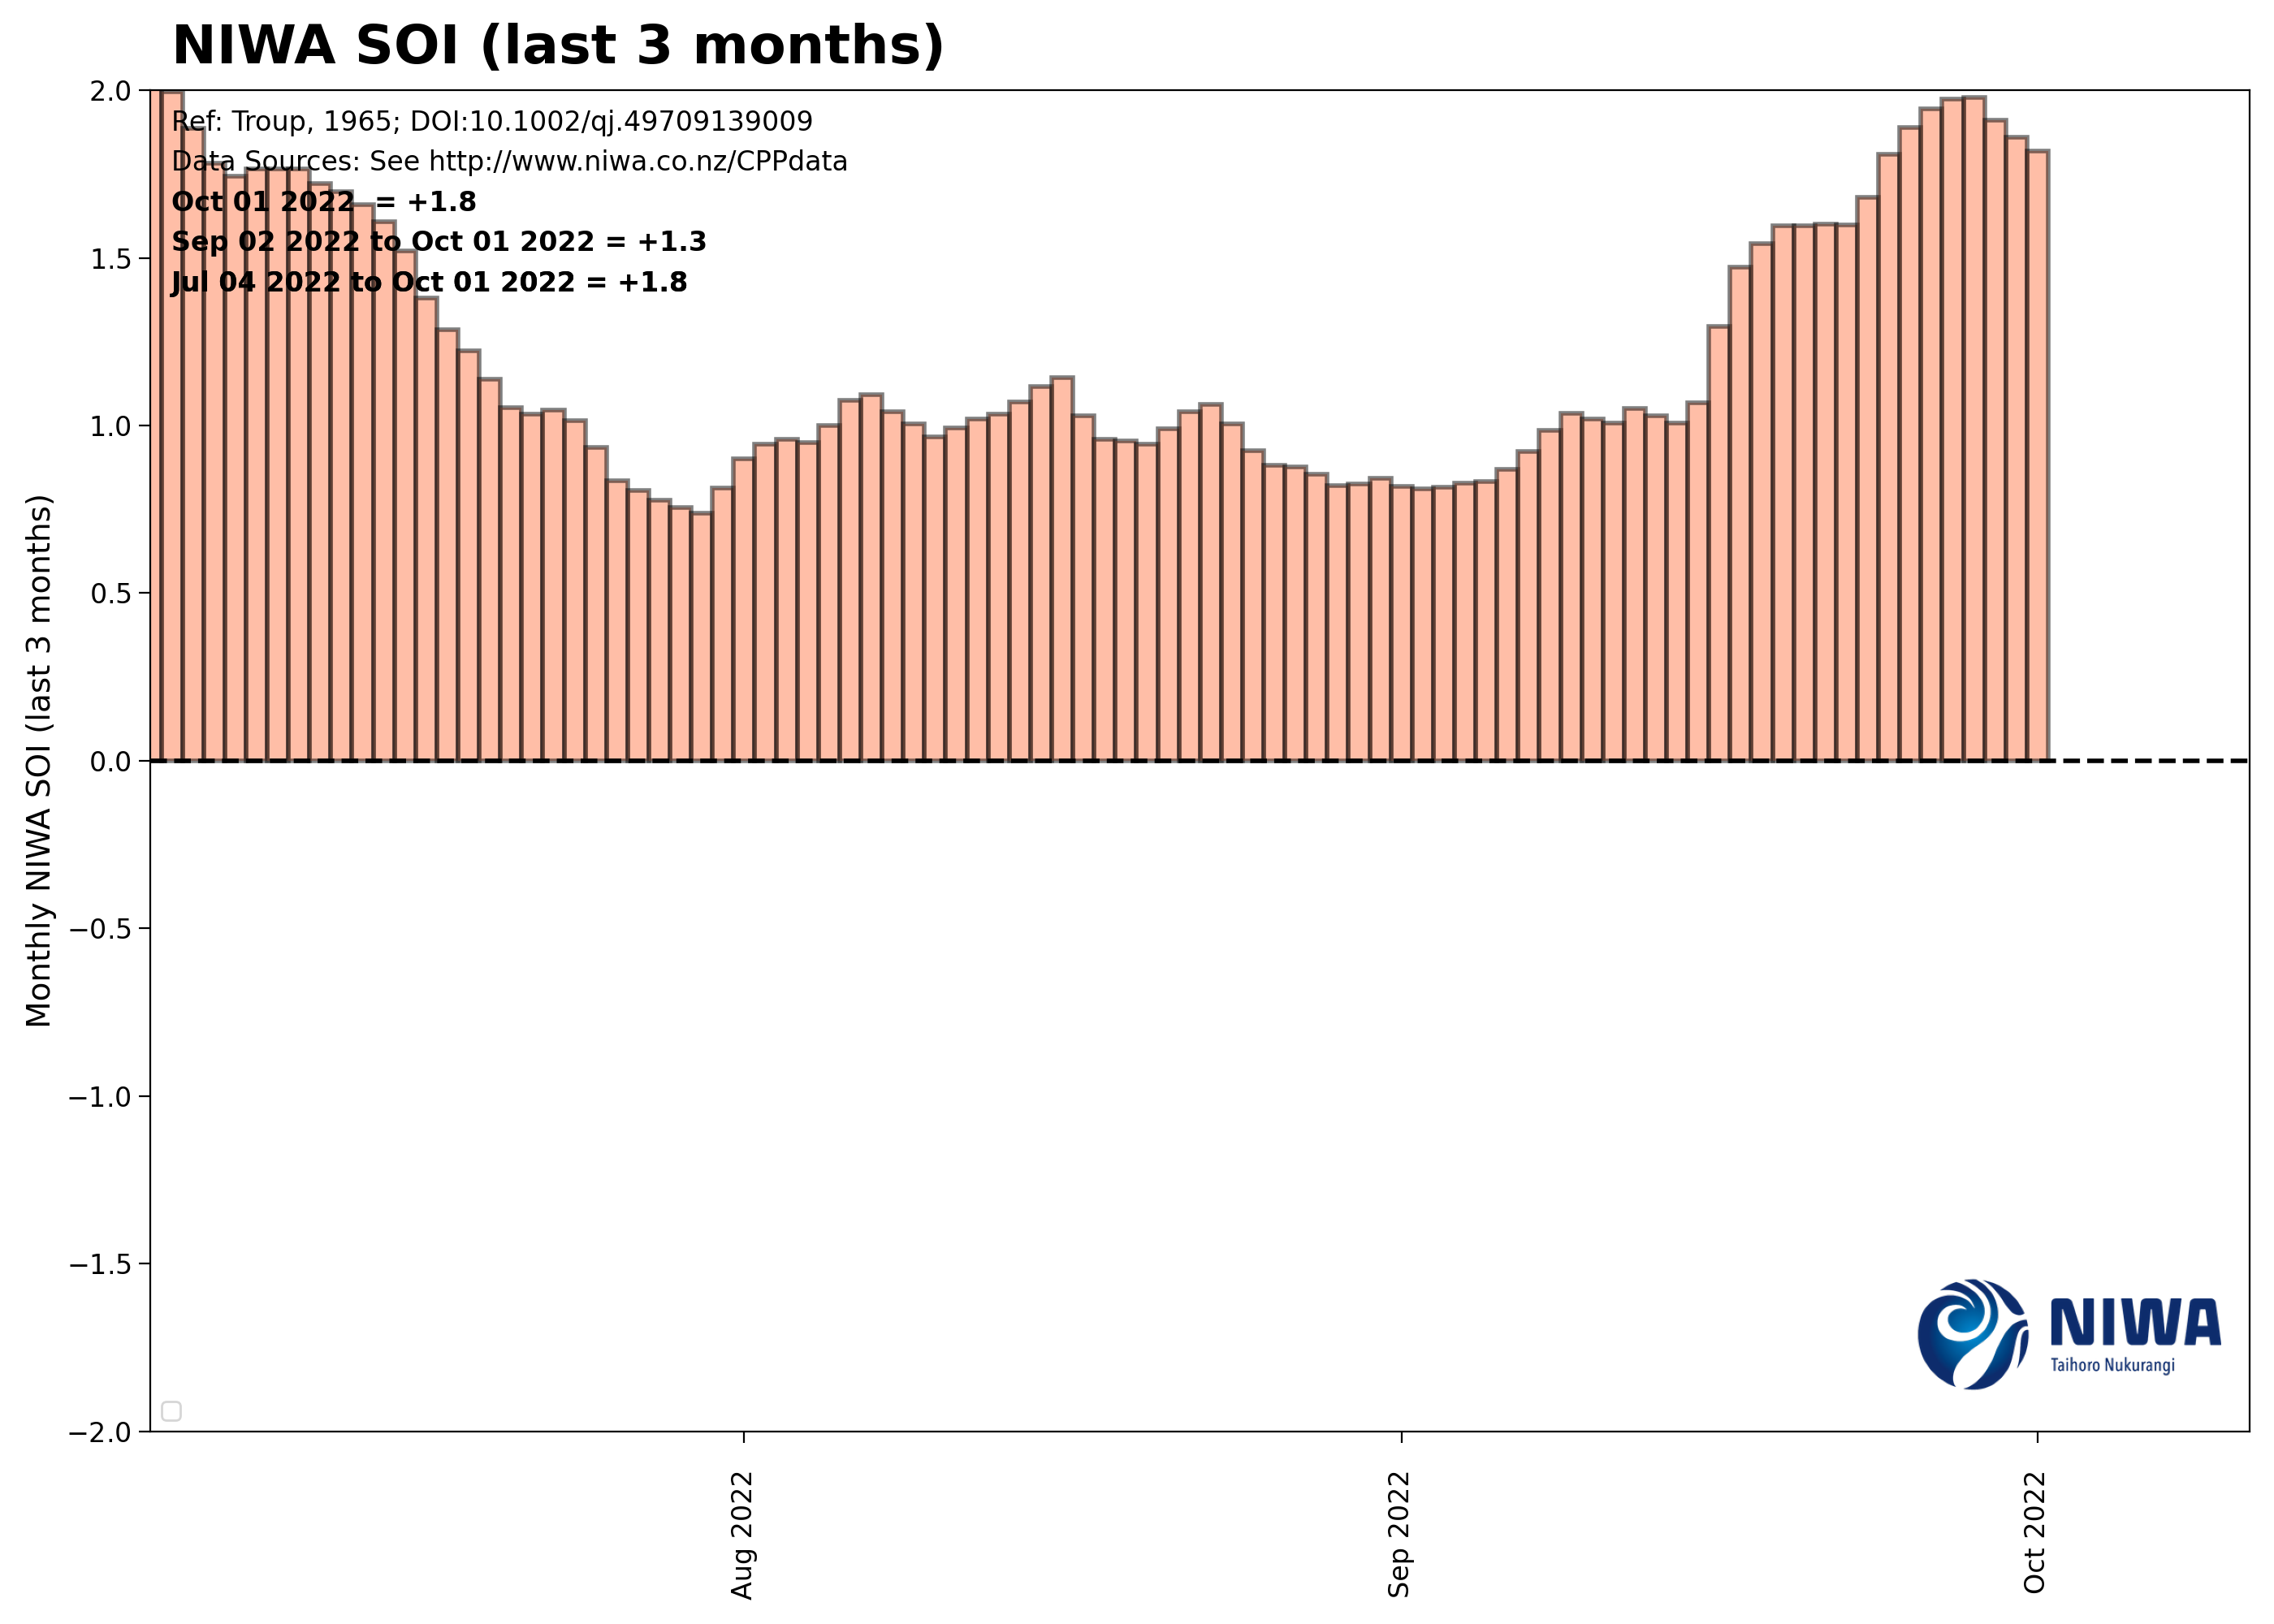 NIWA SOI (last 3 months)
Ref: Troup, 1965; DOI:10.1002/qj.49709139009
Data Sources: See http://www.niwa.co.nz/CPPdata
Oct 01 2022  = +1.8
Sep 02 2022 to Oct 01 2022 = +1.3
Jul 04 2022 to Oct 01 2022 = +1.8
Monthly NIWA SOI (last 3 months)
2.0
1.5
1.0
0.5
0.0
−0.5
−1.0
−1.5
−2.0
Aug 2022
Sep 2022
Oct 2022
NIWA
Taihoro Nukurangi